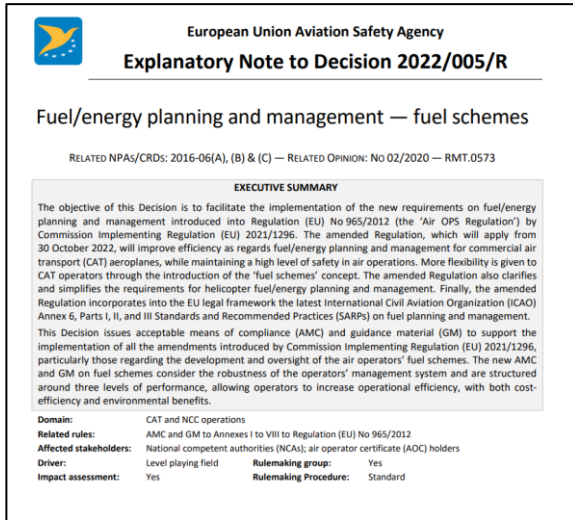 European Union Aviation Safety Agency
Explanatory Note to Decision 2022/005/R
Fuel/energy planning and management — fuel schemes
RELATED NPAS/CRDS: 2016-06(A), (B) & (C) — RELATED OPINION: NO 02/2020 — RMT.0573
EXECUTIVE SUMMARY
The objective of this Decision is to facilitate the implementation of the new requirements on fuel/energy
planning and management introduced into Regulation (EU) No 965/2012 (the 'Air OPS Regulation') by
Commission Implementing Regulation (EU) 2021/1296. The amended Regulation, which will apply from
30 October 2022, will improve efficiency as regards fuel/energy planning and management for commercial air
transport (CAT) aeroplanes, while maintaining a high level of safety in air operations. More flexibility is given to
CAT operators through the introduction of the 'fuel schemes' concept. The amended Regulation also clarifies
and simplifies the requirements for helicopter fuel/energy planning and management. Finally, the amended
Regulation incorporates into the EU legal framework the latest International Civil Aviation Organization (ICAO)
Annex 6, Parts I, II, and III Standards and Recommended Practices (SARPs) on fuel planning and management.
This Decision issues acceptable means of compliance (AMC) and guidance material (GM) to support the
implementation of all the amendments introduced by Commission Implementing Regulation (EU) 2021/1296,
particularly those regarding the development and oversight of the air operators' fuel schemes. The new AMC
and GM on fuel schemes consider the robustness of the operators' management system and are structured
around three levels of performance, allowing operators to increase operational efficiency, with both cost-
efficiency and environmental benefits.
Domain: CAT and NCC operations
Related rules: AMC and GM to Annexes I to VIII to Regulation (EU) No 965/2012
Affected stakeholders: National competent authorities (NCAs); air operator certificate (AOC) holders
Driver: Level playing field Rulemaking group: Yes
Impact assessment: Yes Rulemaking Procedure: Standard